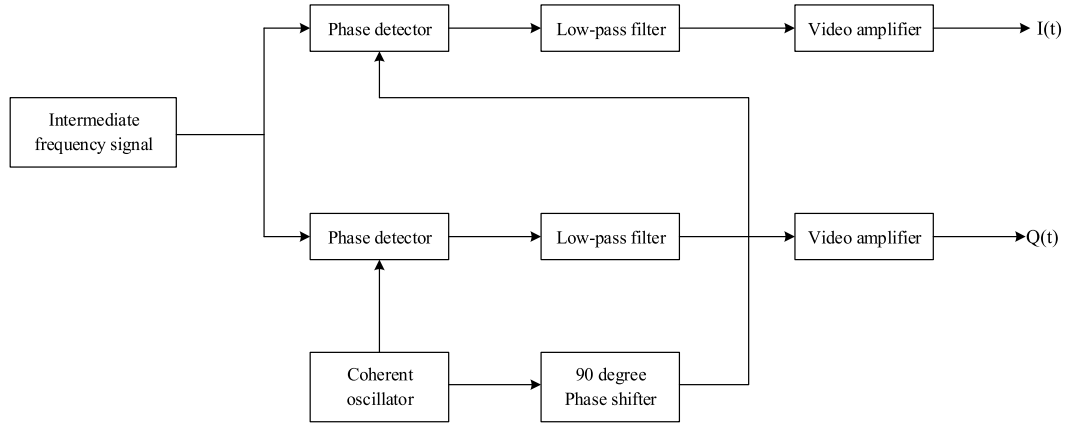 Phase detector
Low-pass filter
Video amplifier
I(t)
Intermediate
frequency signal
Phase detector
Low-pass filter
Video amplifier
Q(t)
Coherent
oscillator
90 degree
Phase shifter